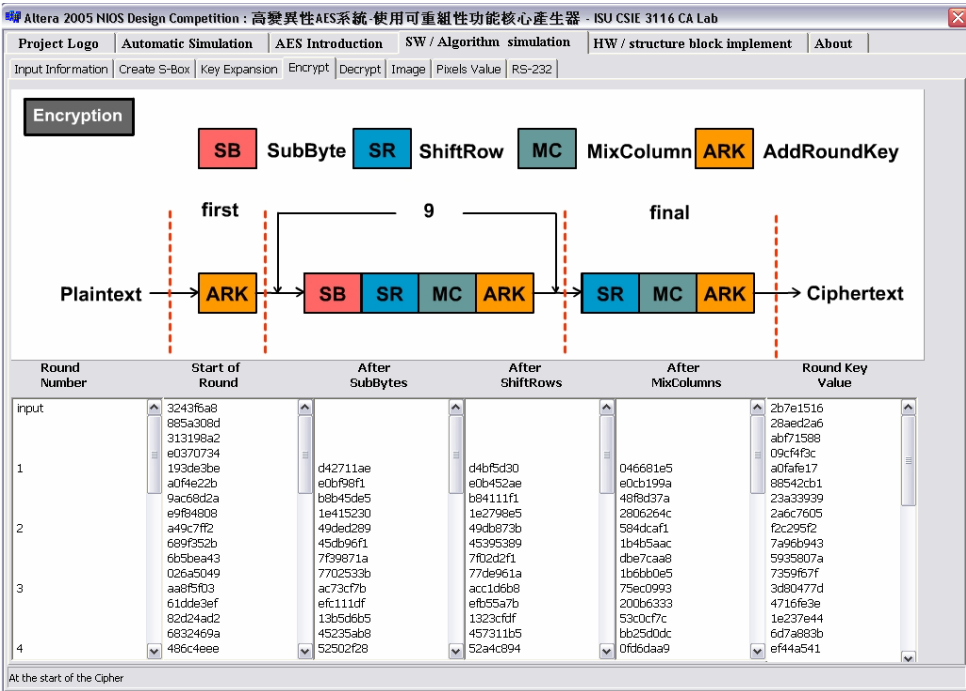 Altera 2005 NIOS Design Competition : 高變異性AES系統-使用可重組性功能核心產生器 - ISU CSIE 3116 CA Lab
Project Logo Automatic Simulation AES Introduction SW / Algorithm simulation HW / structure block implement About
Input Information Create S-Box Key Expansion Encrypt Decrypt Image Pixels Value RS-232
Encryption
SB SubByte SR ShiftRow MC MixColumn ARK AddRoundKey
first 9 final
Plaintext ARK SB SR MC ARK SR MC ARK Ciphertext
Round Start of After After After Round Key
Number Round SubBytes ShiftRows MixColumns Value
input 3243f6a8 2b7e1516
885a308d 28aed2a6
313198a2 abf71588
e0370734 09cf4f3c
1 193de3be d42711ae d4bf5d30 046681e5 a0fafe17
a0f4e22b e0bf98f1 e0b452ae e0cb199a 88542cb1
9ac68d2a b8b45de5 b84111f1 48f8d37a 23a33939
e9f84808 1e415230 1e2798e5 2806264c 2a6c7605
2 a49c7ff2 49ded289 49db873b 584dcaf1 f2c295f2
689f352b 45db96f1 45395389 1b4b5aac 7a96b943
6b5bea43 7f39871a 7f02d2f1 dbe7caa8 5935807a
026a5049 7702533b 77de961a 1b6bb0e5 7359f67f
3 aa8f5f03 ac73cf7b acc1d6b8 75ec0993 3d80477d
61dde3ef efc111df efb55a7b 200b6333 4716fe3e
82d24ad2 13b5d6b5 1323cfdf 53c0cf7c 1e237e44
6832469a 45235ab8 457311b5 bb25d0dc 6d7a883b
4 486c4eee 52502f28 52a4c894 0fd6daa9 ef44a541
At the start of the Cipher